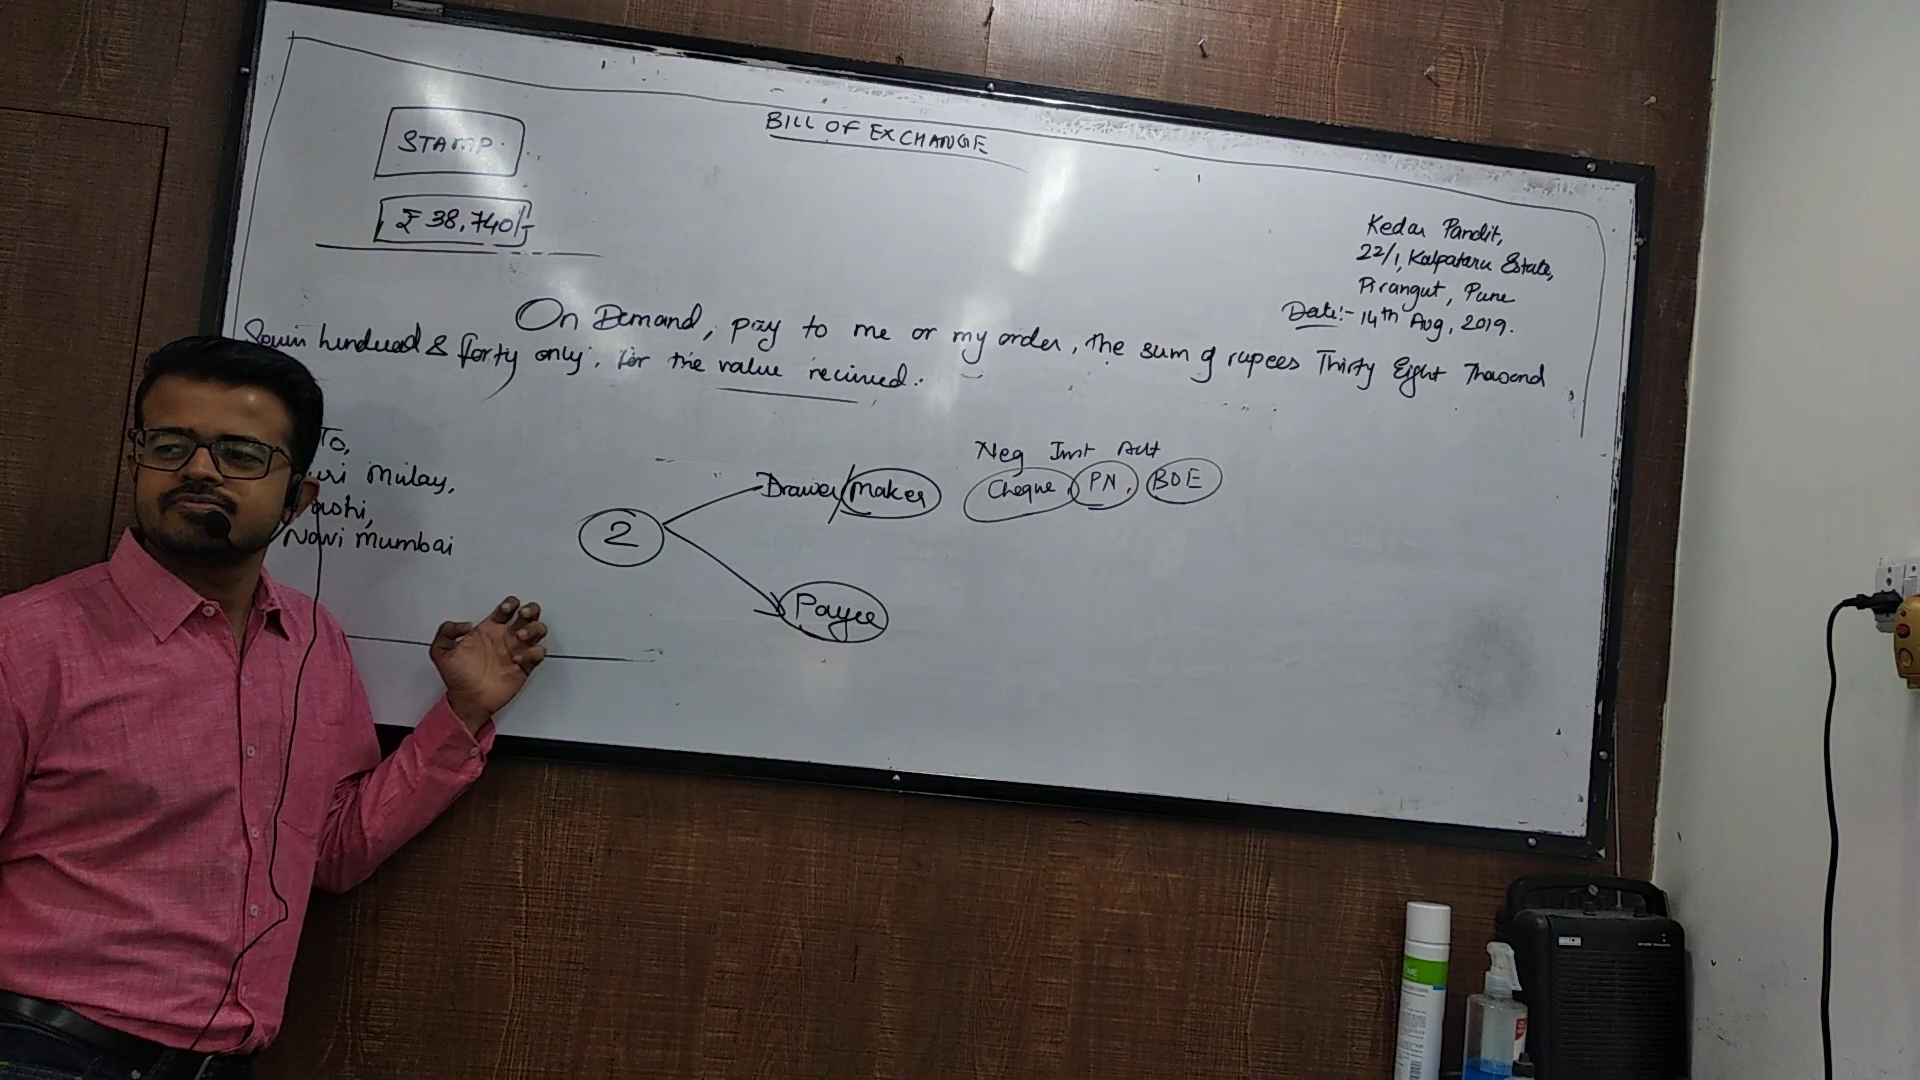 BILL OF EXCHANGE
STAMP
₹ 38,740/-
Kedar Pandit,
22/1, Kalpataru Estate,
Pirangut, Pune
Date:- 14th Aug, 2019.
On Demand, pay to me or my order, the sum of rupees Thirty Eight Thousand
Seven hundred & forty only, for the value received.
To,
Mulay,
Navi Mumbai
2
Drawer/Maker
Payee
Neg Inst Act
Cheque, PN, BOE